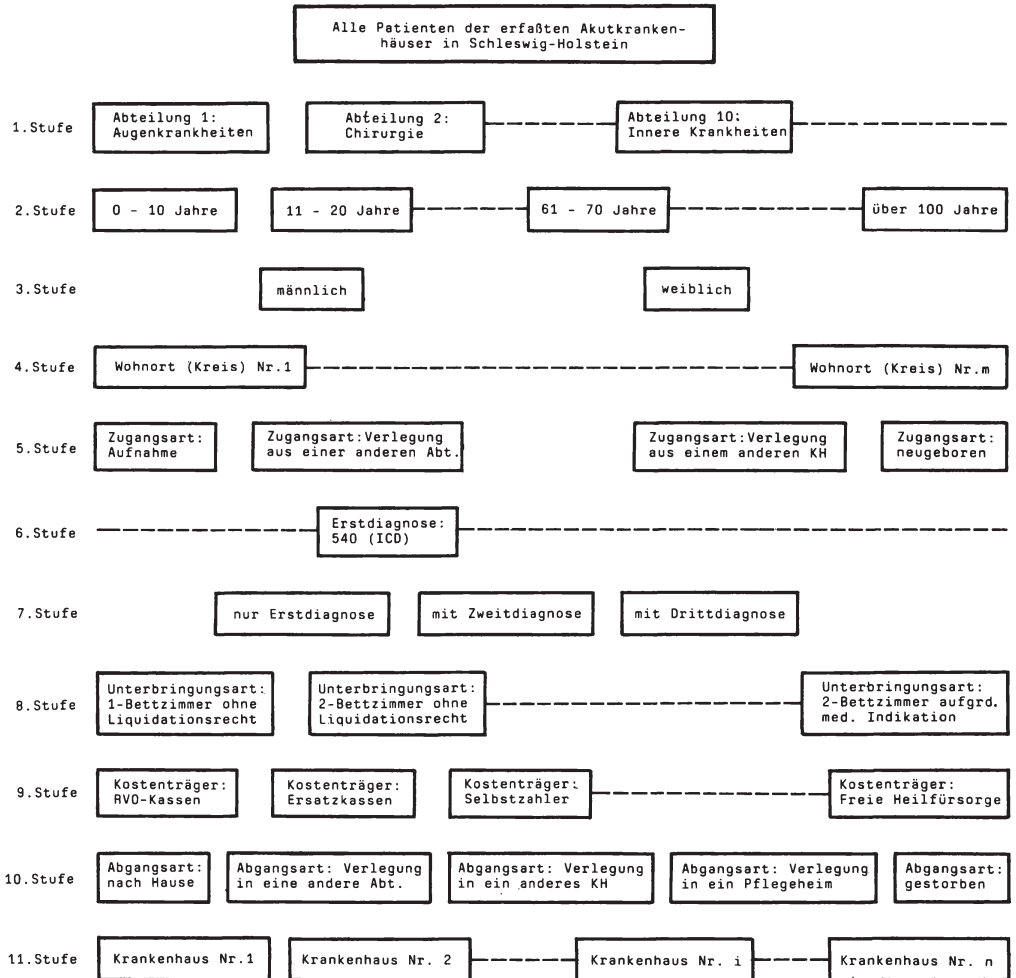 Alle Patienten der erfaßten Akutkranken-
häuser in Schleswig-Holstein
1.Stufe
Abteilung 1:
Augenkrankheiten
Abteilung 2:
Chirurgie
Abteilung 10:
Innere Krankheiten
2.Stufe
0 - 10 Jahre
11 - 20 Jahre
61 - 70 Jahre
über 100 Jahre
3.Stufe
männlich
weiblich
4.Stufe
Wohnort (Kreis) Nr.1
Wohnort (Kreis) Nr.m
5.Stufe
Zugangsart:
Aufnahme
Zugangsart:Verlegung
aus einer anderen Abt.
Zugangsart:Verlegung
aus einem anderen KH
Zugangsart:
neugeboren
6.Stufe
Erstdiagnose:
540 (ICD)
7.Stufe
nur Erstdiagnose
mit Zweitdiagnose
mit Drittdiagnose
8.Stufe
Unterbringungsart:
1-Bettzimmer ohne
Liquidationsrecht
Unterbringungsart:
2-Bettzimmer ohne
Liquidationsrecht
Unterbringungsart:
2-Bettzimmer aufgrd.
med. Indikation
9.Stufe
Kostenträger:
RVO-Kassen
Kostenträger:
Ersatzkassen
Kostenträger:
Selbstzahler
Kostenträger:
Freie Heilfürsorge
10.Stufe
Abgangsart:
nach Hause
Abgangsart: Verlegung
in eine andere Abt.
Abgangsart: Verlegung
in ein anderes KH
Abgangsart: Verlegung
in ein Pflegeheim
Abgangsart:
gestorben
11.Stufe
Krankenhaus Nr.1
Krankenhaus Nr. 2
Krankenhaus Nr. i
Krankenhaus Nr. n